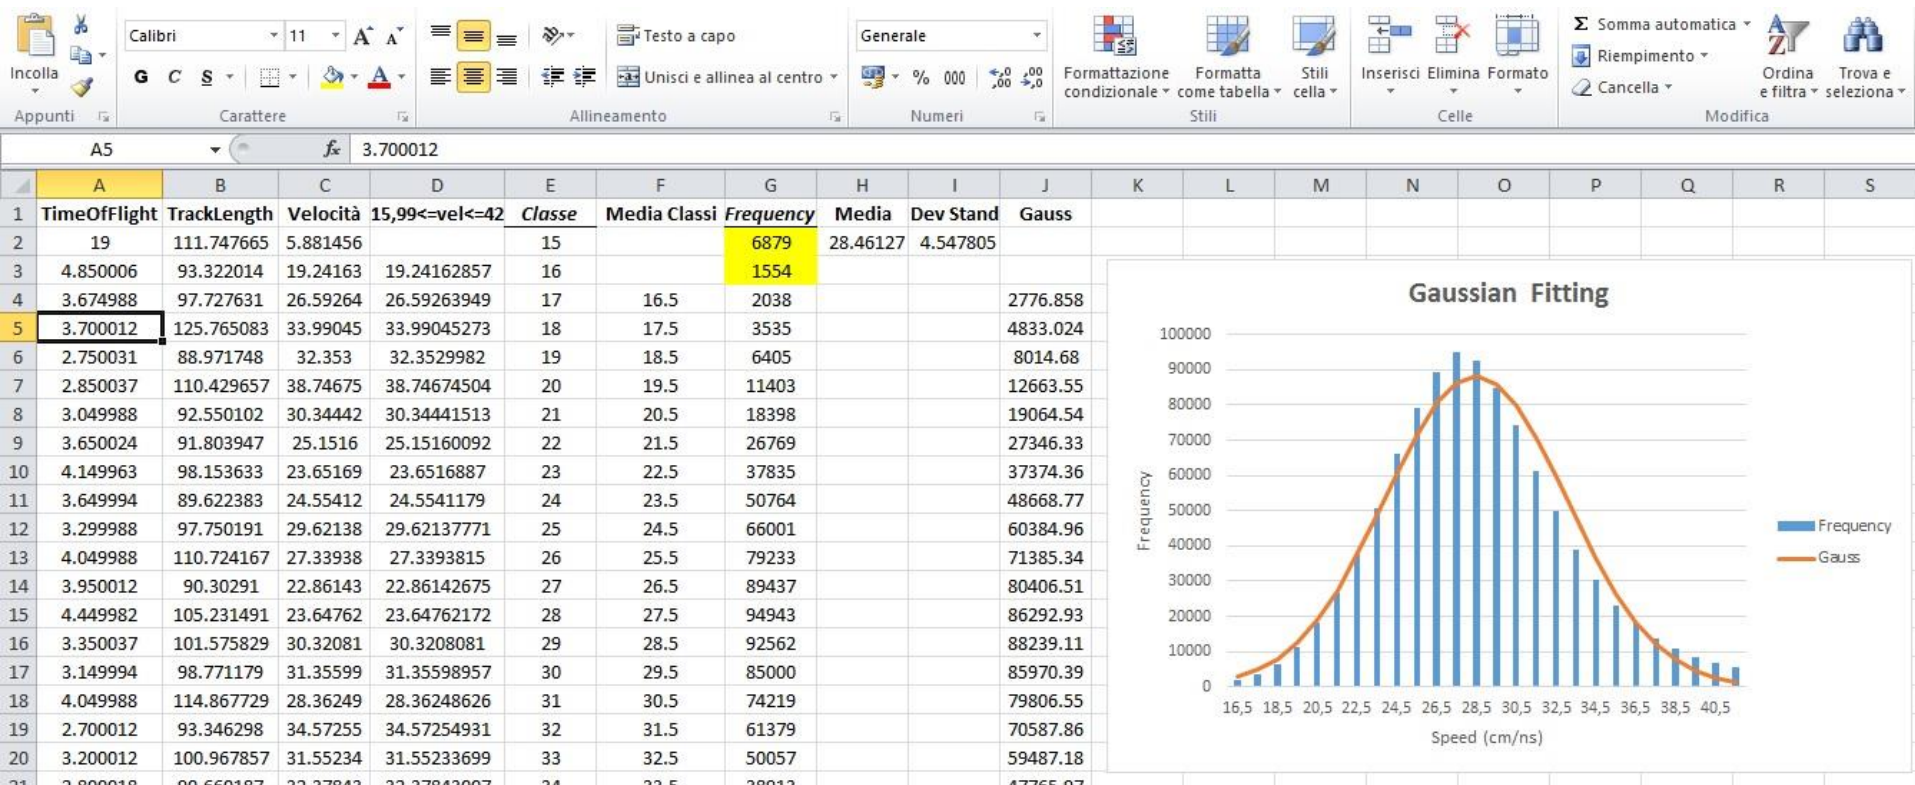 Incolla
Appunti
Calibri 11 A A
G C S A
Carattere
Testo a capo
Unisci e allinea al centro
Allineamento
Generale
% 000 ,00 ,00
Numeri
Formattazione condizionale
Formatta come tabella
Stili cella
Stili
Inserisci Elimina Formato
Celle
Σ Somma automatica
Riempimento
Cancella
Ordina e filtra
Trova e seleziona
Modifica
A5 fx 3.700012
A B C D E F G H I J K L M N O P Q R S
1 TimeOfFlight TrackLength Velocità 15,99<=vel<=42 Classe Media Classi Frequency Media Dev Stand Gauss
2 19 111.747665 5.881456 15 6879 28.46127 4.547805
3 4.850006 93.322014 19.24163 19.24162857 16 1554
4 3.674988 97.727631 26.59264 26.59263949 17 16.5 2038 2776.858
5 3.700012 125.765083 33.99045 33.99045273 18 17.5 3535 4833.024
6 2.750031 88.971748 32.353 32.3529982 19 18.5 6405 8014.68
7 2.850037 110.429657 38.74675 38.74674504 20 19.5 11403 12663.55
8 3.049988 92.550102 30.34442 30.34441513 21 20.5 18398 19064.54
9 3.650024 91.803947 25.1516 25.15160092 22 21.5 26769 27346.33
10 4.149963 98.153633 23.65169 23.6516887 23 22.5 37835 37374.36
11 3.649994 89.622383 24.55412 24.5541179 24 23.5 50764 48668.77
12 3.299988 97.750191 29.62138 29.62137771 25 24.5 66001 60384.96
13 4.049988 110.724167 27.33938 27.3393815 26 25.5 79233 71385.34
14 3.950012 90.30291 22.86143 22.86142675 27 26.5 89437 80406.51
15 4.449982 105.231491 23.64762 23.64762172 28 27.5 94943 86292.93
16 3.350037 101.575829 30.32081 30.3208081 29 28.5 92562 88239.11
17 3.149994 98.771179 31.35599 31.35598957 30 29.5 85000 85970.39
18 4.049988 114.867729 28.36249 28.36248626 31 30.5 74219 79806.55
19 2.700012 93.346298 34.57255 34.57254931 32 31.5 61379 70587.86
20 3.200012 100.967857 31.55234 31.55233699 33 32.5 50057 59487.18
Gaussian Fitting
100000
90000
80000
70000
60000
50000
40000
30000
20000
10000
0
Frequency
16,5 18,5 20,5 22,5 24,5 26,5 28,5 30,5 32,5 34,5 36,5 38,5 40,5
Speed (cm/ns)
Frequency
Gauss